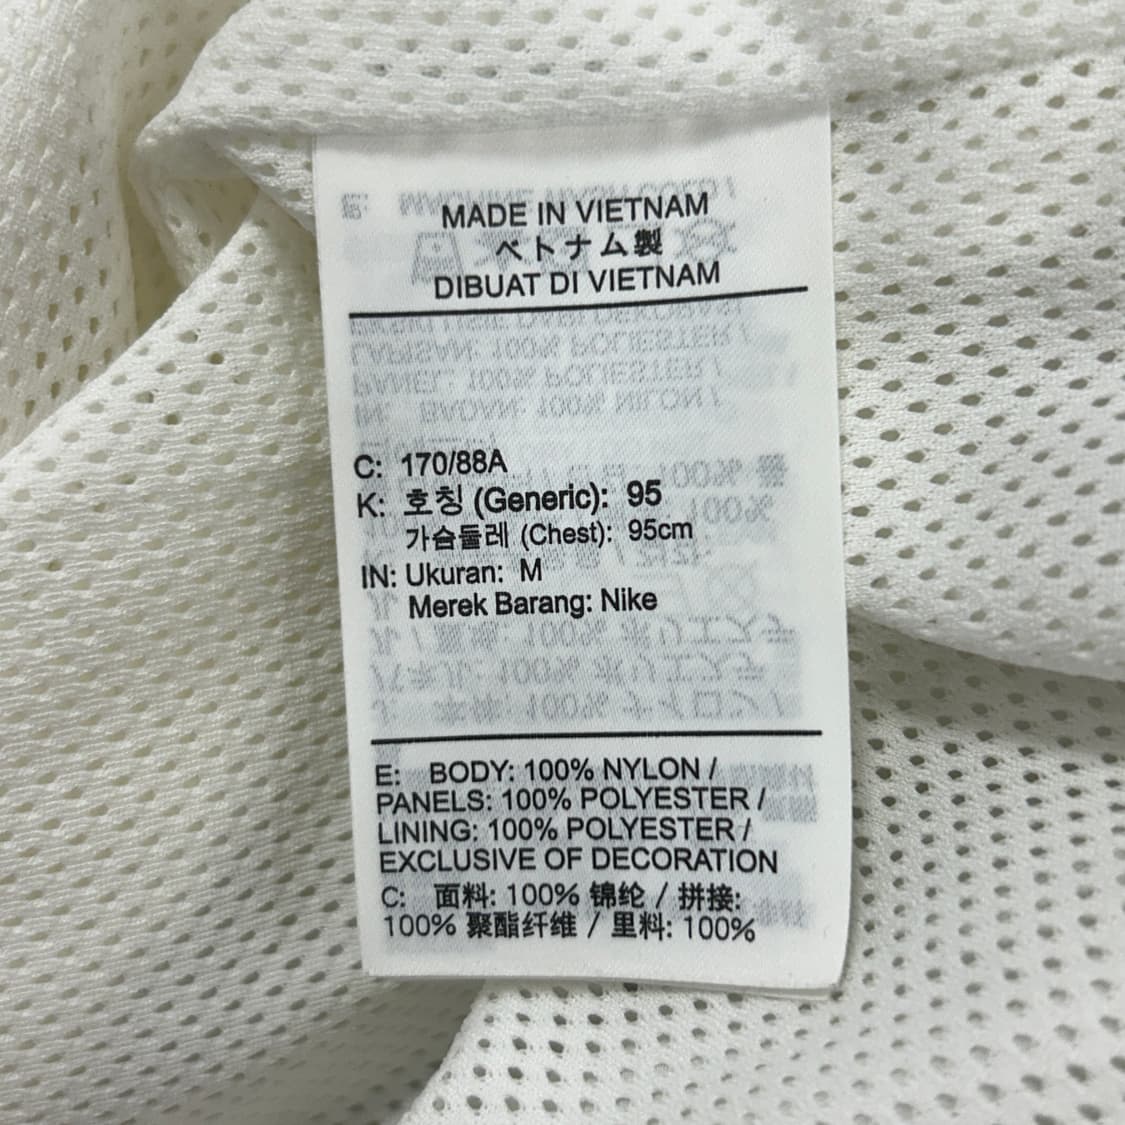 MADE IN VIETNAM
ベトナム製
DIBUAT DI VIETNAM
C: 170/88A
K: 호칭 (Generic): 95
가슴둘레 (Chest): 95cm
IN: Ukuran: M
Merek Barang: Nike
E: BODY: 100% NYLON /
PANELS: 100% POLYESTER /
LINING: 100% POLYESTER /
EXCLUSIVE OF DECORATION
C: 面料: 100% 锦纶 / 拼接:
100% 聚酯纤维 / 里料: 100%